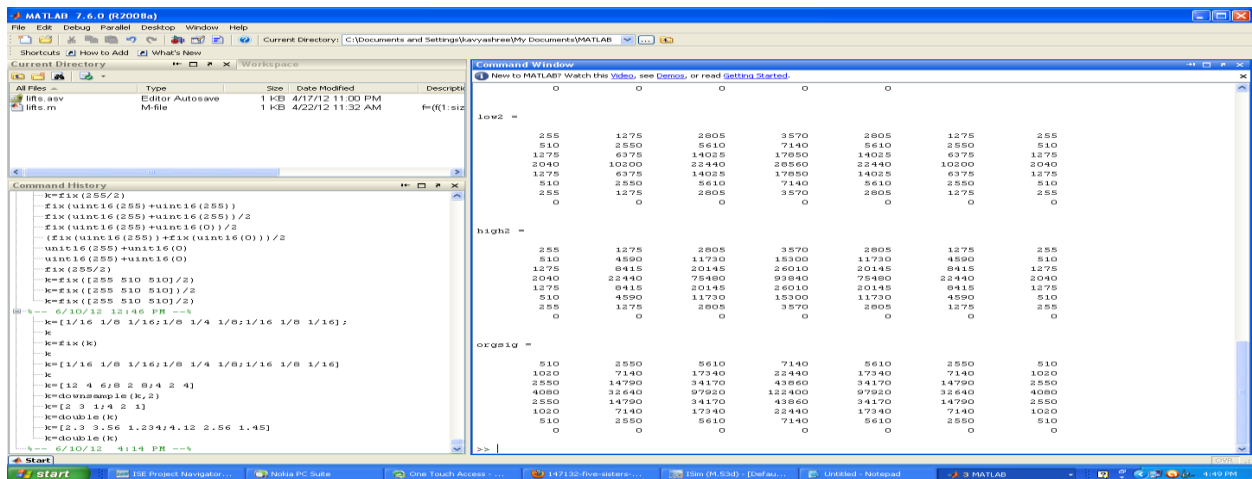 MATLAB 7.6.0 (R2008a)
File Edit Debug Parallel Desktop Window Help
Current Directory: C:\Documents and Settings\kavyashree\My Documents\MATLAB
Shortcuts How to Add What's New
Current Directory Workspace
All Files Type Size Date Modified Descriptic
lifts.asv Editor Autosave 1 KB 4/17/12 11:00 PM
lifts.m M-file 1 KB 4/22/12 11:32 AM f=(f(1:siz
Command History
k=fix(255/2)
fix(uint16(255)+uint16(255))
fix(uint16(255)+uint16(255))/2
fix(uint16(255)+uint16(0))/2
(fix(uint16(255))+fix(uint16(0)))/2
unit16(255)+unit16(0)
uint16(255)+uint16(0)
fix(255/2)
k=fix([255 510 510]/2)
k=fix([255 510 510])/2
k=fix([255 510 510]/2)
%-- 6/10/12 12:46 PM --%
k=[1/16 1/8 1/16;1/8 1/4 1/8;1/16 1/8 1/16];
k
k=fix(k)
k
k=[1/16 1/8 1/16;1/8 1/4 1/8;1/16 1/8 1/16]
k
k=[12 4 6;8 2 8;4 2 4]
k=downsample(k,2)
k=[2 3 1;4 2 1]
k=double(k)
k=[2.3 3.56 1.234;4.12 2.56 1.45]
k=double(k)
%-- 6/10/12 4:14 PM --%
Command Window
New to MATLAB? Watch this Video, see Demos, or read Getting Started.
0 0 0 0 0
low2 =
255 1275 2805 3570 2805 1275 255
510 2550 5610 7140 5610 2550 510
1275 6375 14025 17850 14025 6375 1275
2040 10200 22440 28560 22440 10200 2040
1275 6375 14025 17850 14025 6375 1275
510 2550 5610 7140 5610 2550 510
255 1275 2805 3570 2805 1275 255
0 0 0 0 0 0 0
high2 =
255 1275 2805 3570 2805 1275 255
510 4590 11730 15300 11730 4590 510
1275 8415 20145 26010 20145 8415 1275
2040 22440 75480 93840 75480 22440 2040
1275 8415 20145 26010 20145 8415 1275
510 4590 11730 15300 11730 4590 510
255 1275 2805 3570 2805 1275 255
0 0 0 0 0 0 0
orgsig =
510 2550 5610 7140 5610 2550 510
1020 7140 17340 22440 17340 7140 1020
2550 14790 34170 43860 34170 14790 2550
4080 32640 97920 122400 97920 32640 4080
2550 14790 34170 43860 34170 14790 2550
1020 7140 17340 22440 17340 7140 1020
510 2550 5610 7140 5610 2550 510
0 0 0 0 0 0 0
>>
Start
OVR
start ISE Project Navigator... Nokia PC Suite One Touch Access - ... 147132-five-sisters-... ISim (M.53d) - [Defau... Untitled - Notepad 3 MATLAB 4:49 PM